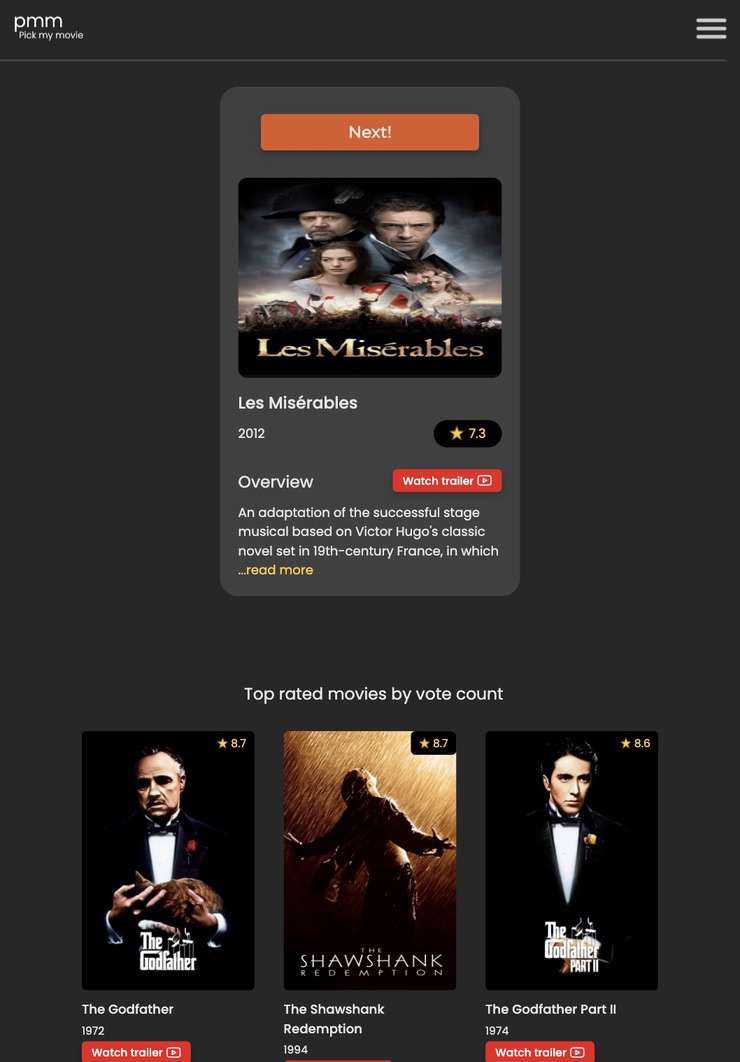 pmm
Pick my movie
Next!
Les Misérables
Les Misérables
2012
7.3
Overview
Watch trailer
An adaptation of the successful stage
musical based on Victor Hugo's classic
novel set in 19th-century France, in which
...read more
Top rated movies by vote count
8.7
The
Godfather
The Godfather
1972
Watch trailer
8.7
THE
SHAWSHANK
REDEMPTION
The Shawshank
Redemption
1994
8.6
The
Godfather
PART II
The Godfather Part II
1974
Watch trailer